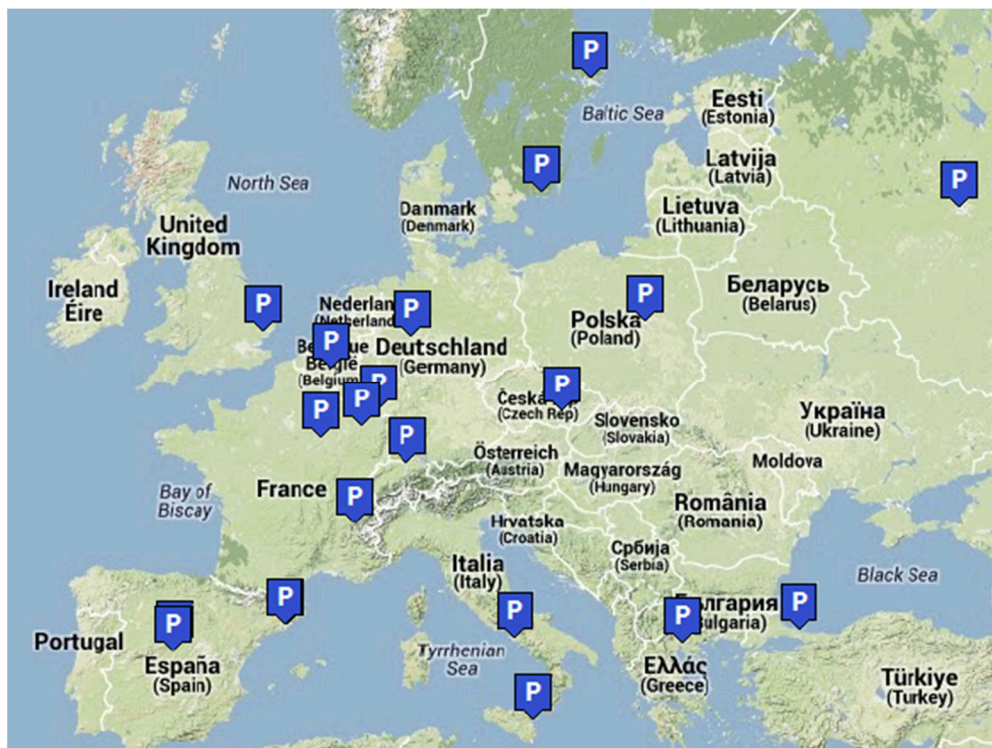 P
Baltic Sea
Eesti
(Estonia)
P
Latvija
(Latvia)
P
North Sea
Danmark
(Denmark)
Lietuva
(Lithuania)
United
Kingdom
Ireland
Éire
P
P
P
Беларусь
(Belarus)
P
Polska
(Poland)
Deutschland
(Germany)
België
P
P
P
(Czech Rep)
P
Slovensko
(Slovakia)
Україна
(Ukraine)
P
Österreich
(Austria)
Magyarország
(Hungary)
Moldova
Bay of
Biscay
France
P
România
(Romania)
Hrvatska
(Croatia)
Србија
(Serbia)
Italia
(Italy)
Black Sea
P
P
P
P
P
Portugal
España
(Spain)
Tyrrhenian
Sea
P
Ελλάς
(Greece)
Türkiye
(Turkey)